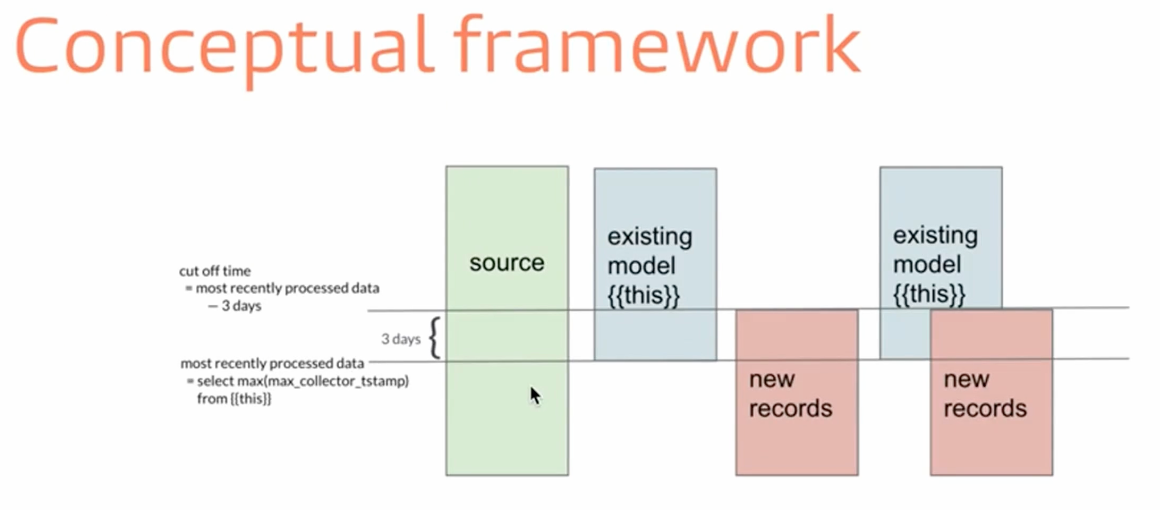 Conceptual framework
cut off time
= most recently processed data
– 3 days
3 days {
most recently processed data
= select max(max_collector_tstamp)
from {{this}}
source
existing
model
{{this}}
new
records
existing
model
{{this}}
new
records